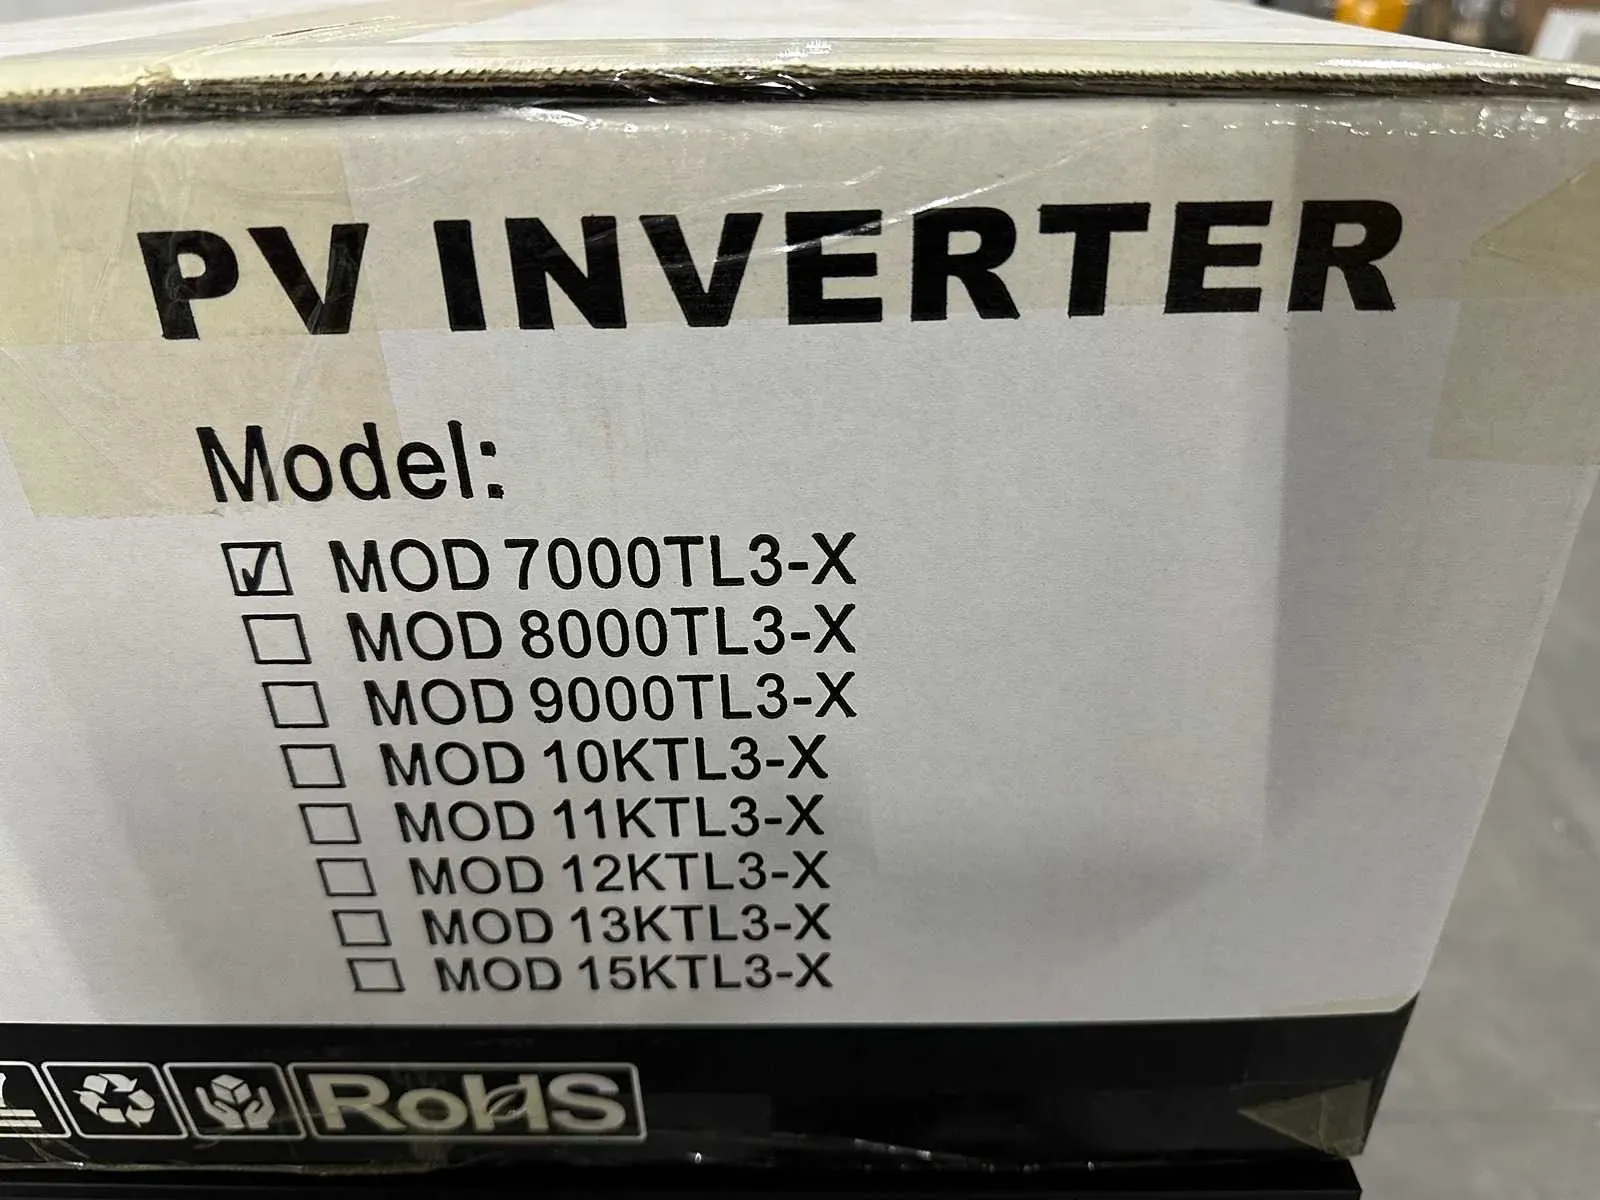 PV INVERTER
Model:
☑ MOD 7000TL3-X
☐ MOD 8000TL3-X
☐ MOD 9000TL3-X
☐ MOD 10KTL3-X
☐ MOD 11KTL3-X
☐ MOD 12KTL3-X
☐ MOD 13KTL3-X
☐ MOD 15KTL3-X
RoHS